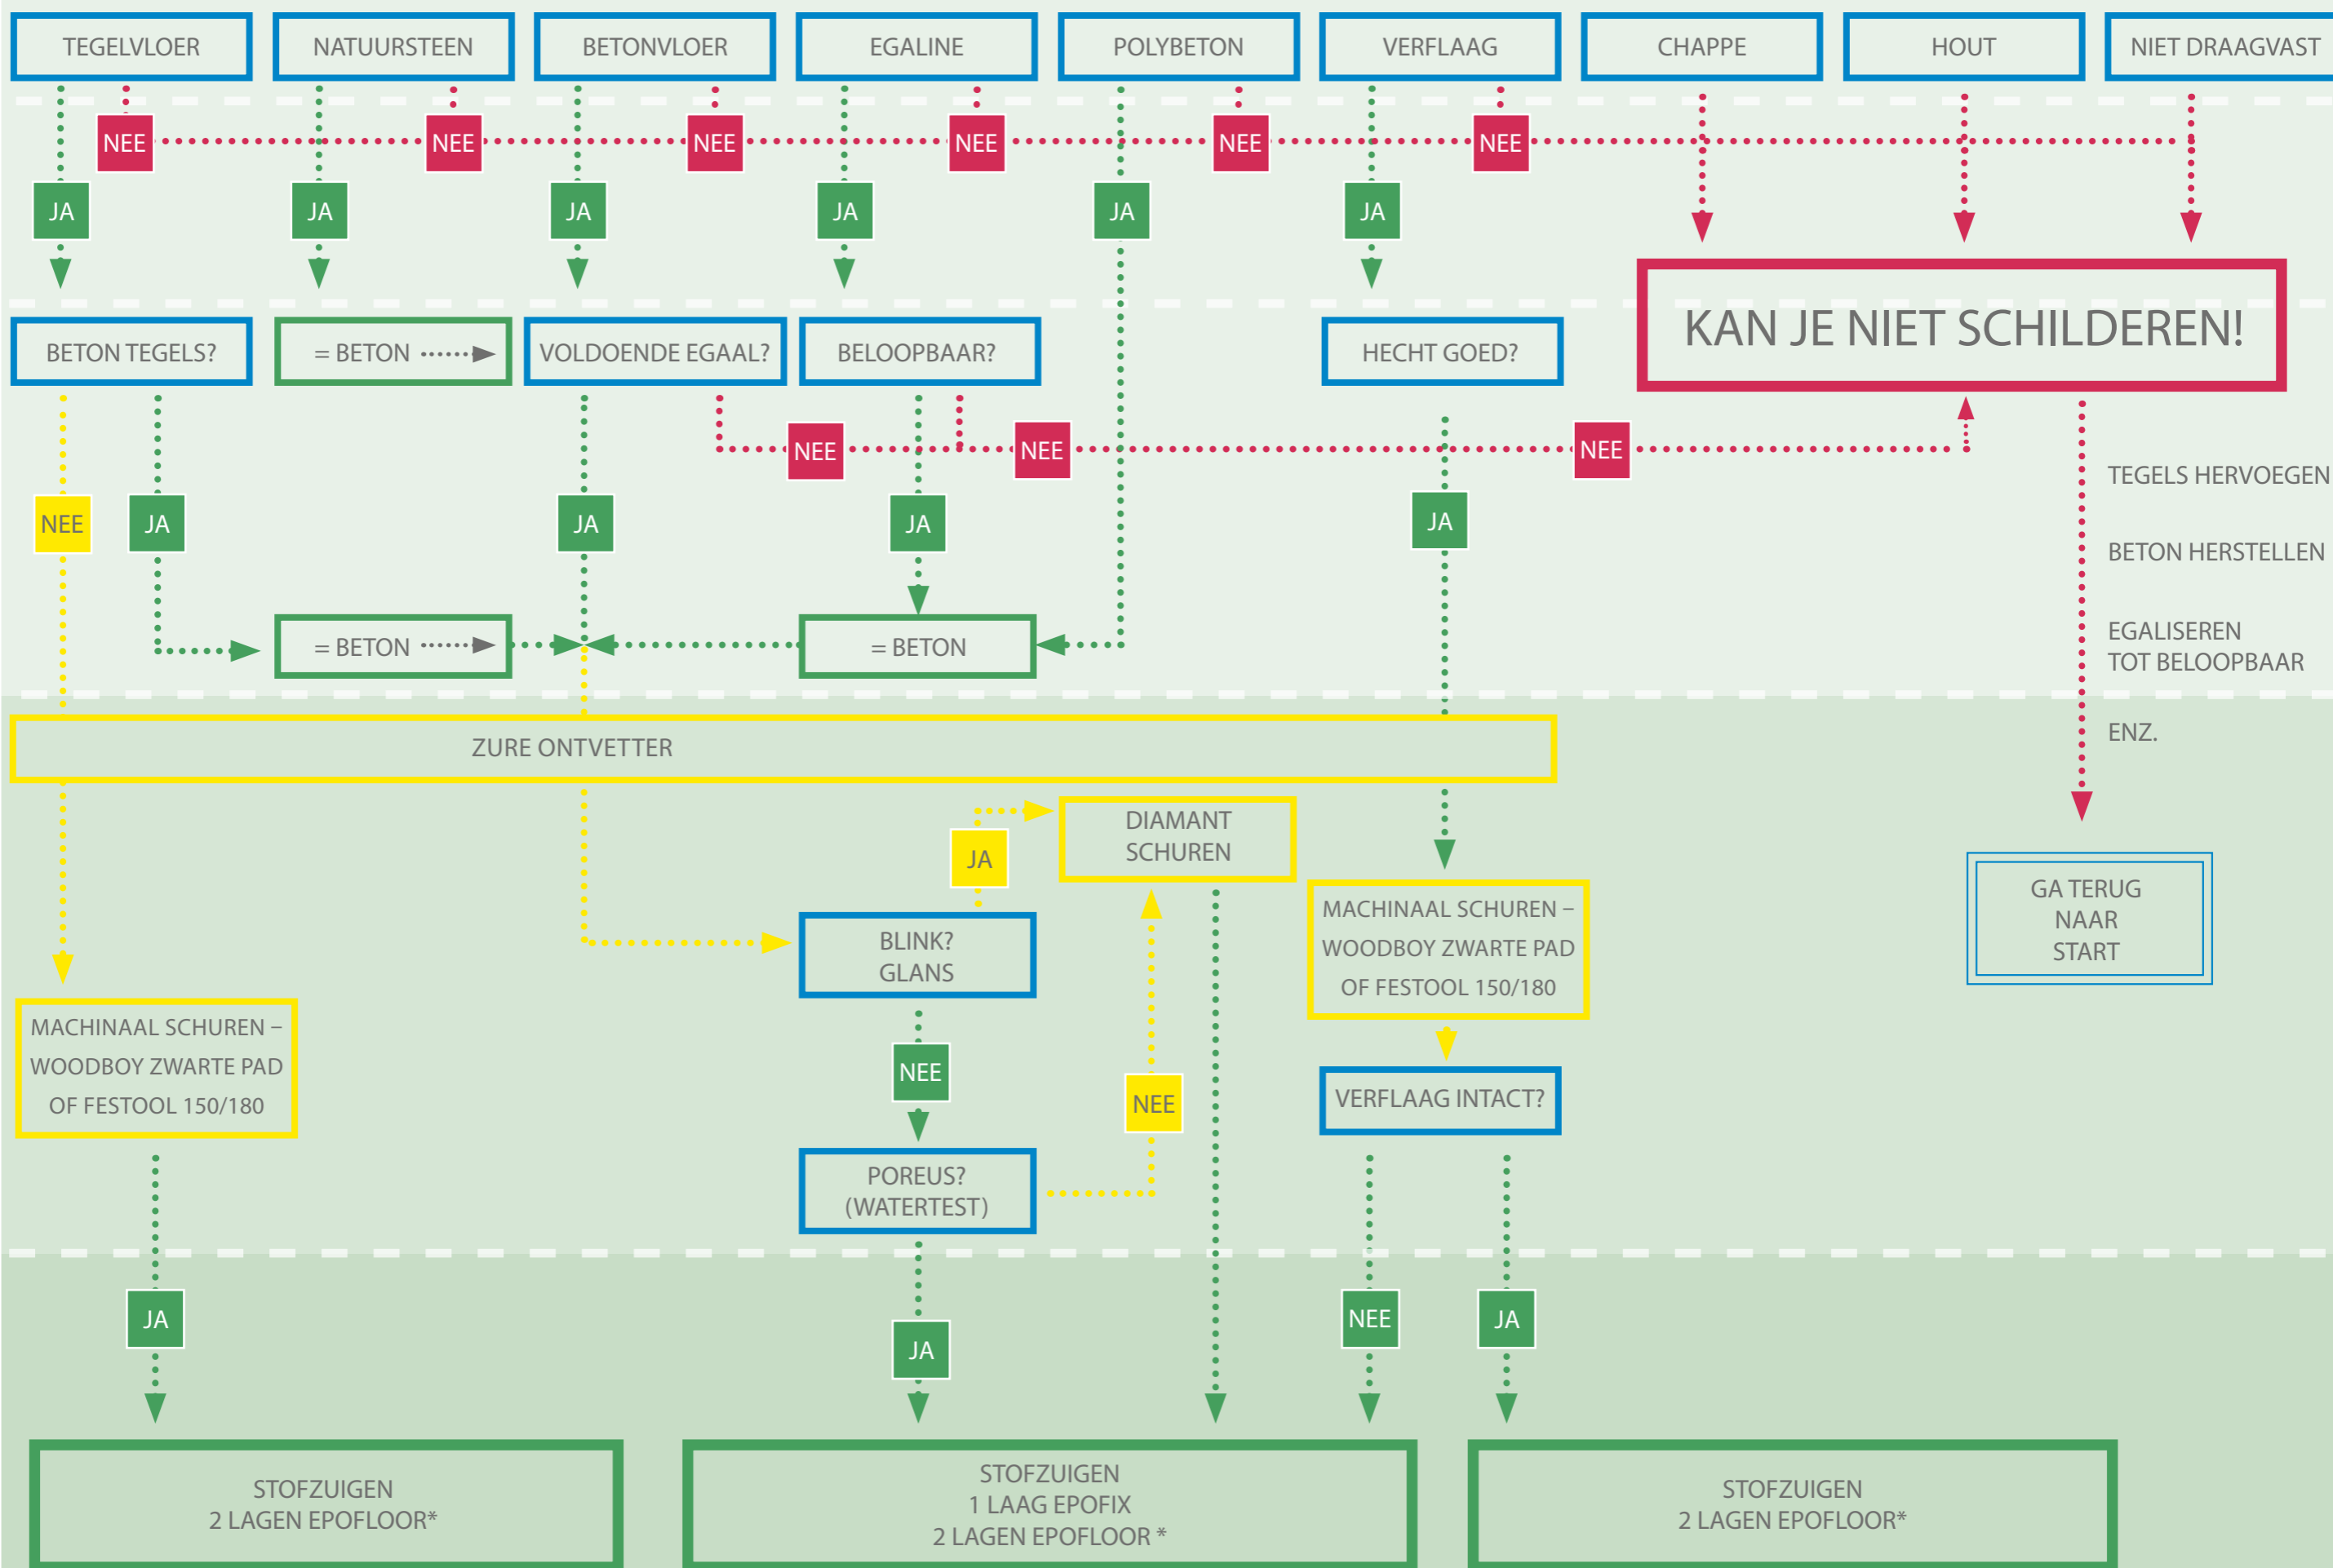 TEGELVLOER
NATUURSTEEN
BETONVLOER
EGALINE
POLYBETON
VERFLAAG
CHAPPE
HOUT
NIET DRAAGVAST
NEE
NEE
NEE
NEE
NEE
NEE
JA
JA
JA
JA
JA
JA
KAN JE NIET SCHILDEREN!
BETON TEGELS?
= BETON
VOLDOENDE EGAAL?
BELOOPBAAR?
HECHT GOED?
NEE
NEE
NEE
NEE
JA
JA
JA
JA
TEGELS HERVOEGEN
BETON HERSTELLEN
EGALISEREN
TOT BELOOPBAAR
ENZ.
= BETON
= BETON
ZURE ONTVETTER
JA
DIAMANT
SCHUREN
BLINK?
GLANS
MACHINAAL SCHUREN –
WOODBOY ZWARTE PAD
OF FESTOOL 150/180
GA TERUG
NAAR
START
MACHINAAL SCHUREN –
WOODBOY ZWARTE PAD
OF FESTOOL 150/180
NEE
NEE
VERFLAAG INTACT?
POREUS?
(WATERTEST)
JA
JA
NEE
JA
STOFZUIGEN
2 LAGEN EPOFLOOR*
STOFZUIGEN
1 LAAG EPOFIX
2 LAGEN EPOFLOOR *
STOFZUIGEN
2 LAGEN EPOFLOOR*